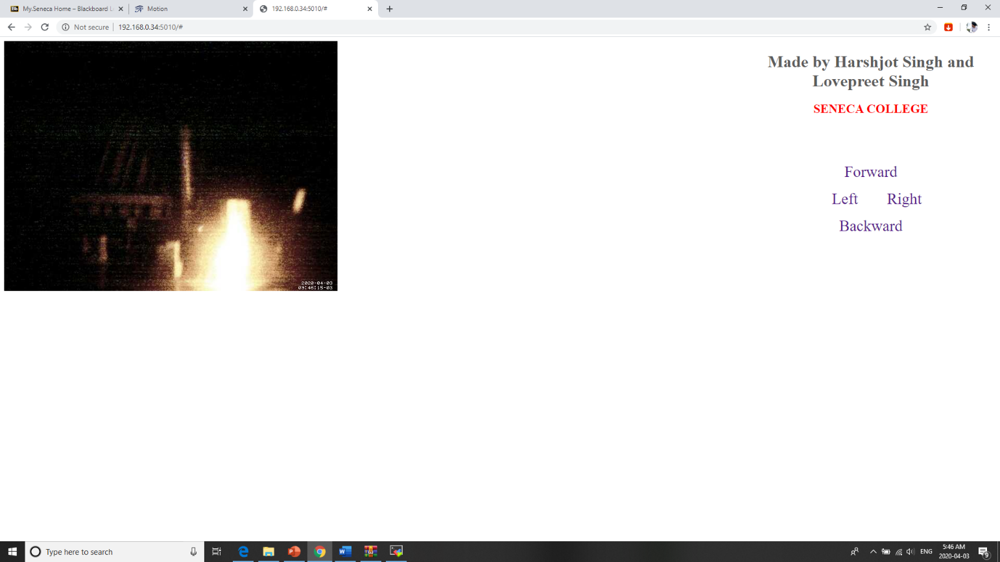 My.Seneca Home – Blackboard L
Motion
192.168.0.34:5010/#
Not secure
192.168.0.34:5010/#
Made by Harshjot Singh and
Lovepreet Singh
SENECA COLLEGE
Forward
Left Right
Backward
2020-04-03
09:46:15-03
Type here to search
ENG
5:46 AM
2020-04-03
9